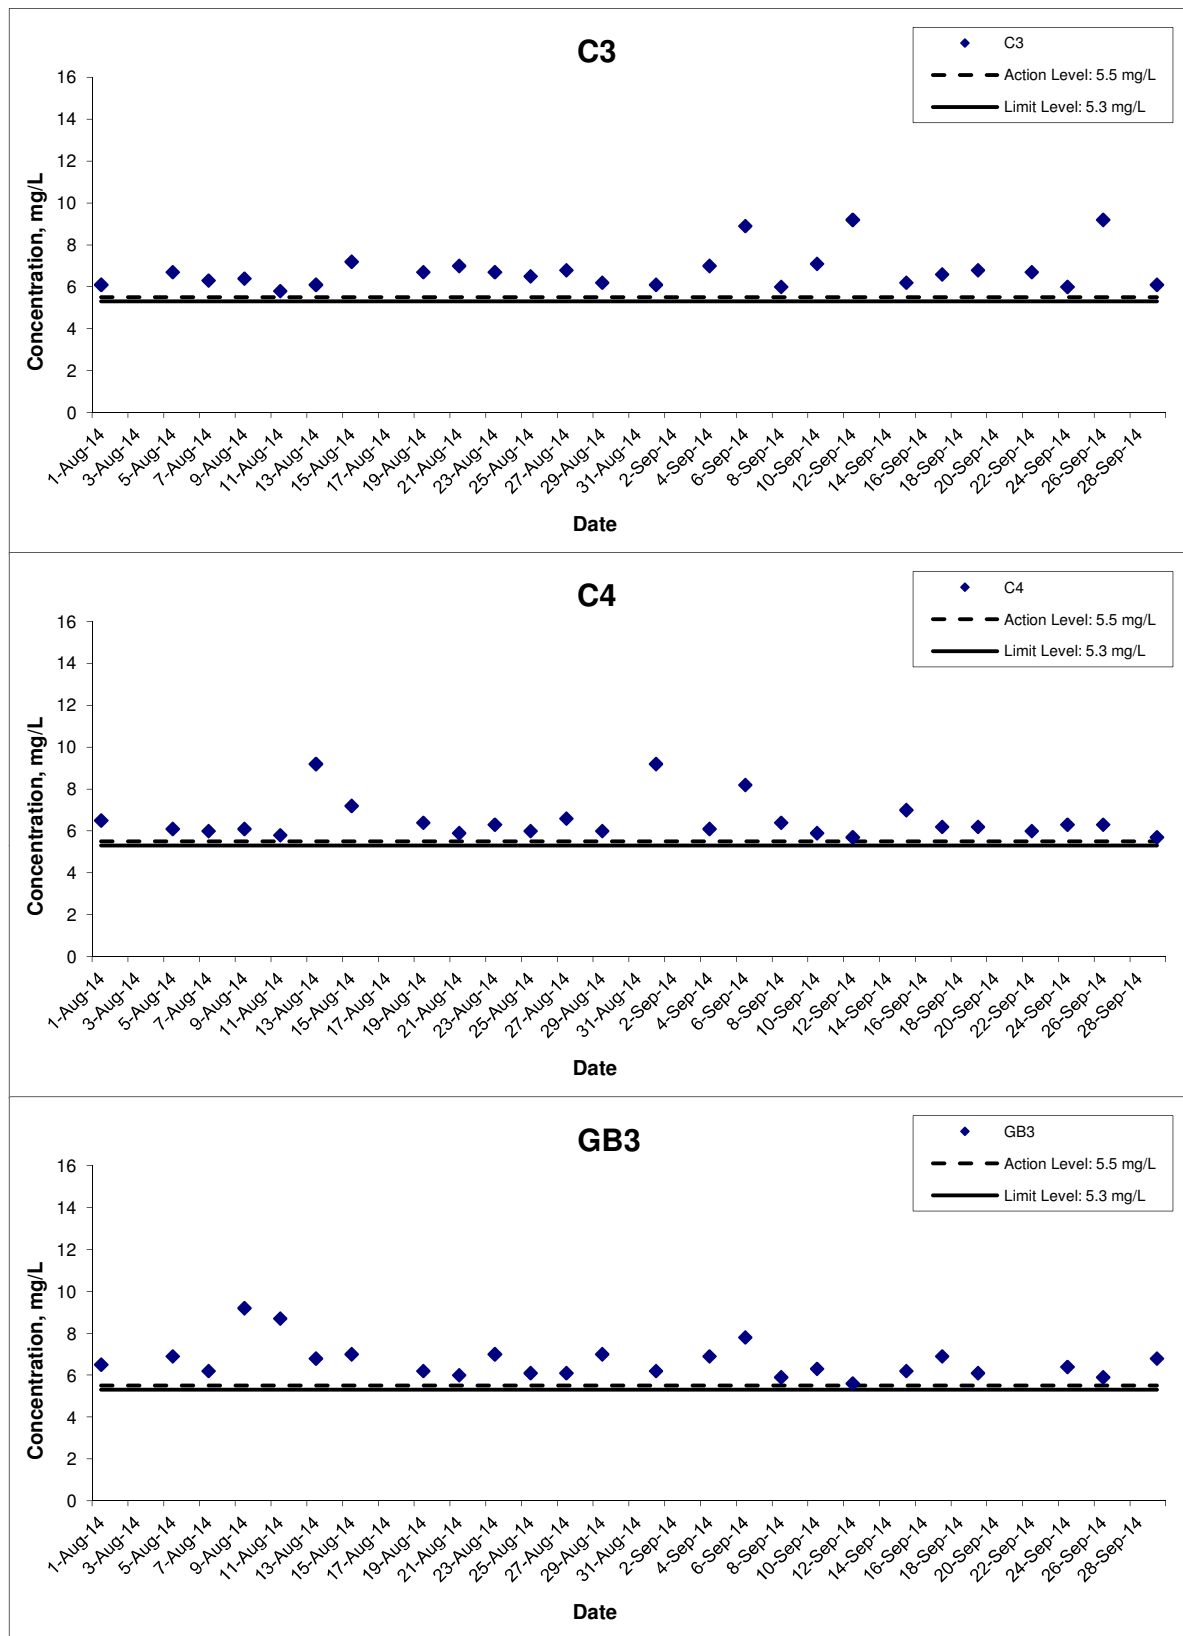 C3
C3
Action Level: 5.5 mg/L
Limit Level: 5.3 mg/L
Concentration, mg/L
16
14
12
10
8
6
4
2
0
1-Aug-14
3-Aug-14
5-Aug-14
7-Aug-14
9-Aug-14
11-Aug-14
13-Aug-14
15-Aug-14
17-Aug-14
19-Aug-14
21-Aug-14
23-Aug-14
25-Aug-14
27-Aug-14
29-Aug-14
31-Aug-14
2-Sep-14
4-Sep-14
6-Sep-14
8-Sep-14
10-Sep-14
12-Sep-14
14-Sep-14
16-Sep-14
18-Sep-14
20-Sep-14
22-Sep-14
24-Sep-14
26-Sep-14
28-Sep-14
Date
C4
C4
Action Level: 5.5 mg/L
Limit Level: 5.3 mg/L
Concentration, mg/L
16
14
12
10
8
6
4
2
0
1-Aug-14
3-Aug-14
5-Aug-14
7-Aug-14
9-Aug-14
11-Aug-14
13-Aug-14
15-Aug-14
17-Aug-14
19-Aug-14
21-Aug-14
23-Aug-14
25-Aug-14
27-Aug-14
29-Aug-14
31-Aug-14
2-Sep-14
4-Sep-14
6-Sep-14
8-Sep-14
10-Sep-14
12-Sep-14
14-Sep-14
16-Sep-14
18-Sep-14
20-Sep-14
22-Sep-14
24-Sep-14
26-Sep-14
28-Sep-14
Date
GB3
GB3
Action Level: 5.5 mg/L
Limit Level: 5.3 mg/L
Concentration, mg/L
16
14
12
10
8
6
4
2
0
1-Aug-14
3-Aug-14
5-Aug-14
7-Aug-14
9-Aug-14
11-Aug-14
13-Aug-14
15-Aug-14
17-Aug-14
19-Aug-14
21-Aug-14
23-Aug-14
25-Aug-14
27-Aug-14
29-Aug-14
31-Aug-14
2-Sep-14
4-Sep-14
6-Sep-14
8-Sep-14
10-Sep-14
12-Sep-14
14-Sep-14
16-Sep-14
18-Sep-14
20-Sep-14
22-Sep-14
24-Sep-14
26-Sep-14
28-Sep-14
Date